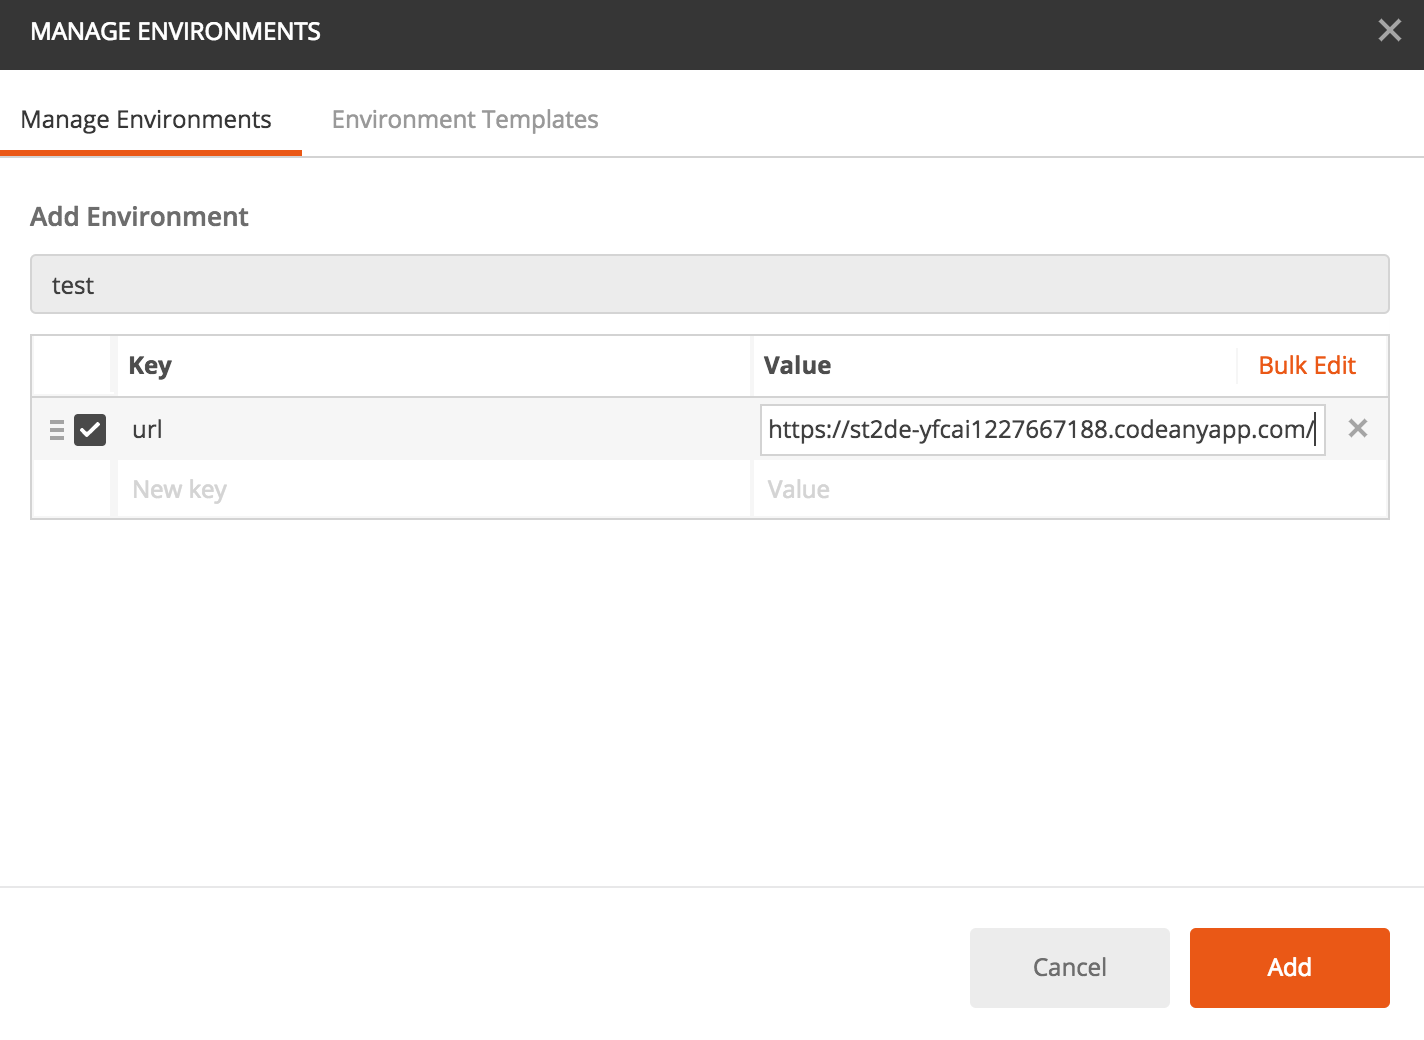 MANAGE ENVIRONMENTS
Manage Environments Environment Templates
Add Environment
test
Key Value Bulk Edit
url https://st2de-yfcai1227667188.codeanyapp.com/
New key Value
Cancel Add